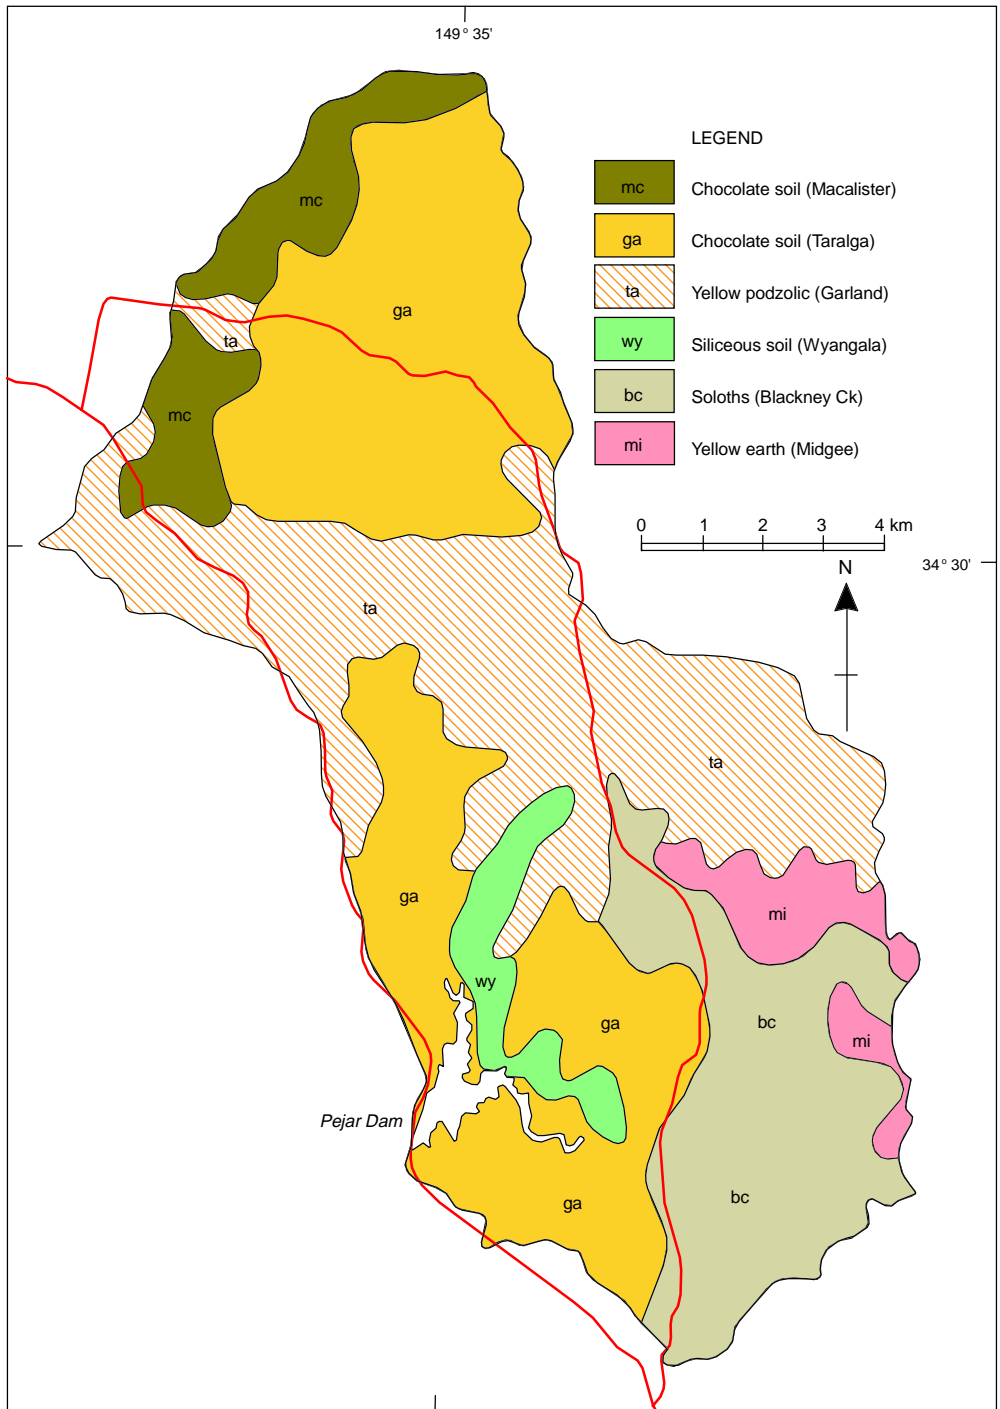 149° 35'
LEGEND
mc Chocolate soil (Macalister)
ga Chocolate soil (Taralga)
ta Yellow podzolic (Garland)
wy Siliceous soil (Wyangala)
bc Soloths (Blackney Ck)
mi Yellow earth (Midgee)
mc
ga
ta
mc
0 1 2 3 4 km
34° 30'
N
ta
ta
ga
mi
wy
ga
bc
mi
Pejar Dam
ga
bc